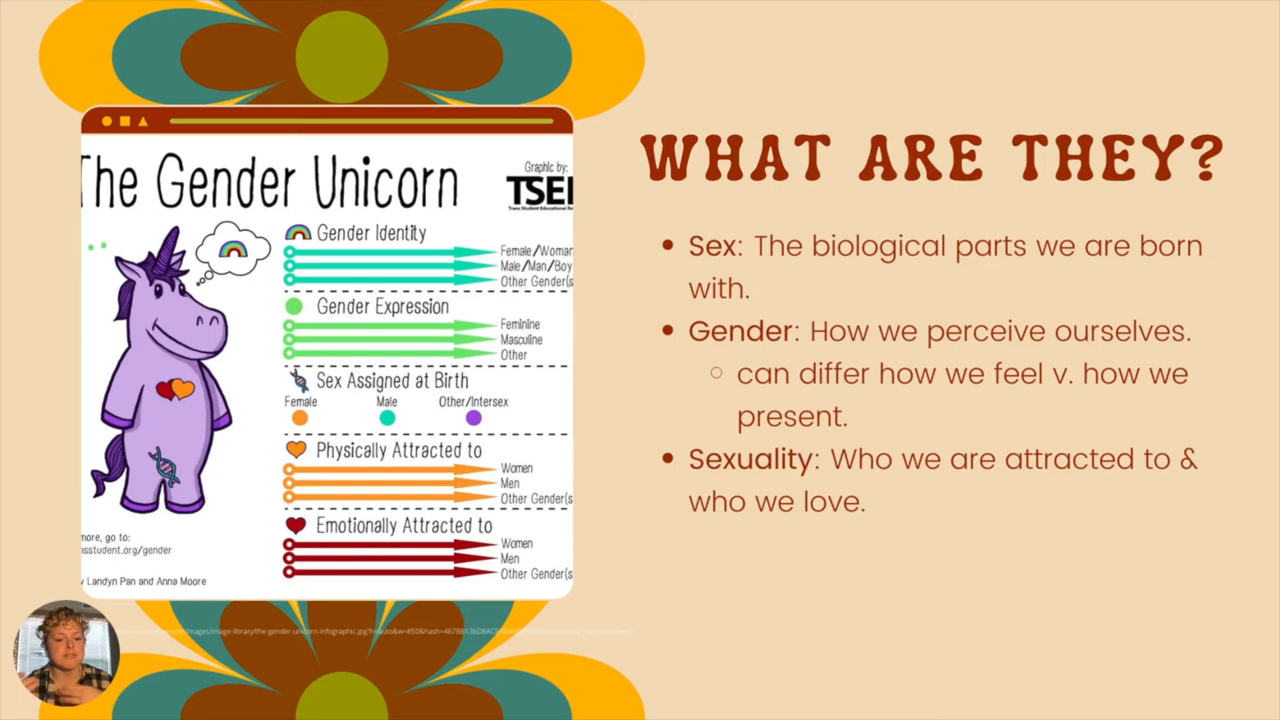 The Gender Unicorn
Graphic by:
TSE
Trans Student Educational Re
Gender Identity
Female/Woman
Male/Man/Boy
Other Gender(s
Gender Expression
Feminine
Masculine
Other
Sex Assigned at Birth
Female Male Other/Intersex
Physically Attracted to
Women
Men
Other Gender(s
Emotionally Attracted to
Women
Men
Other Gender(s
more, go to:
nsstudent.org/gender
y Landyn Pan and Anna Moore
WHAT ARE THEY?
• Sex: The biological parts we are born
with.
• Gender: How we perceive ourselves.
○ can differ how we feel v. how we
present.
• Sexuality: Who we are attracted to &
who we love.